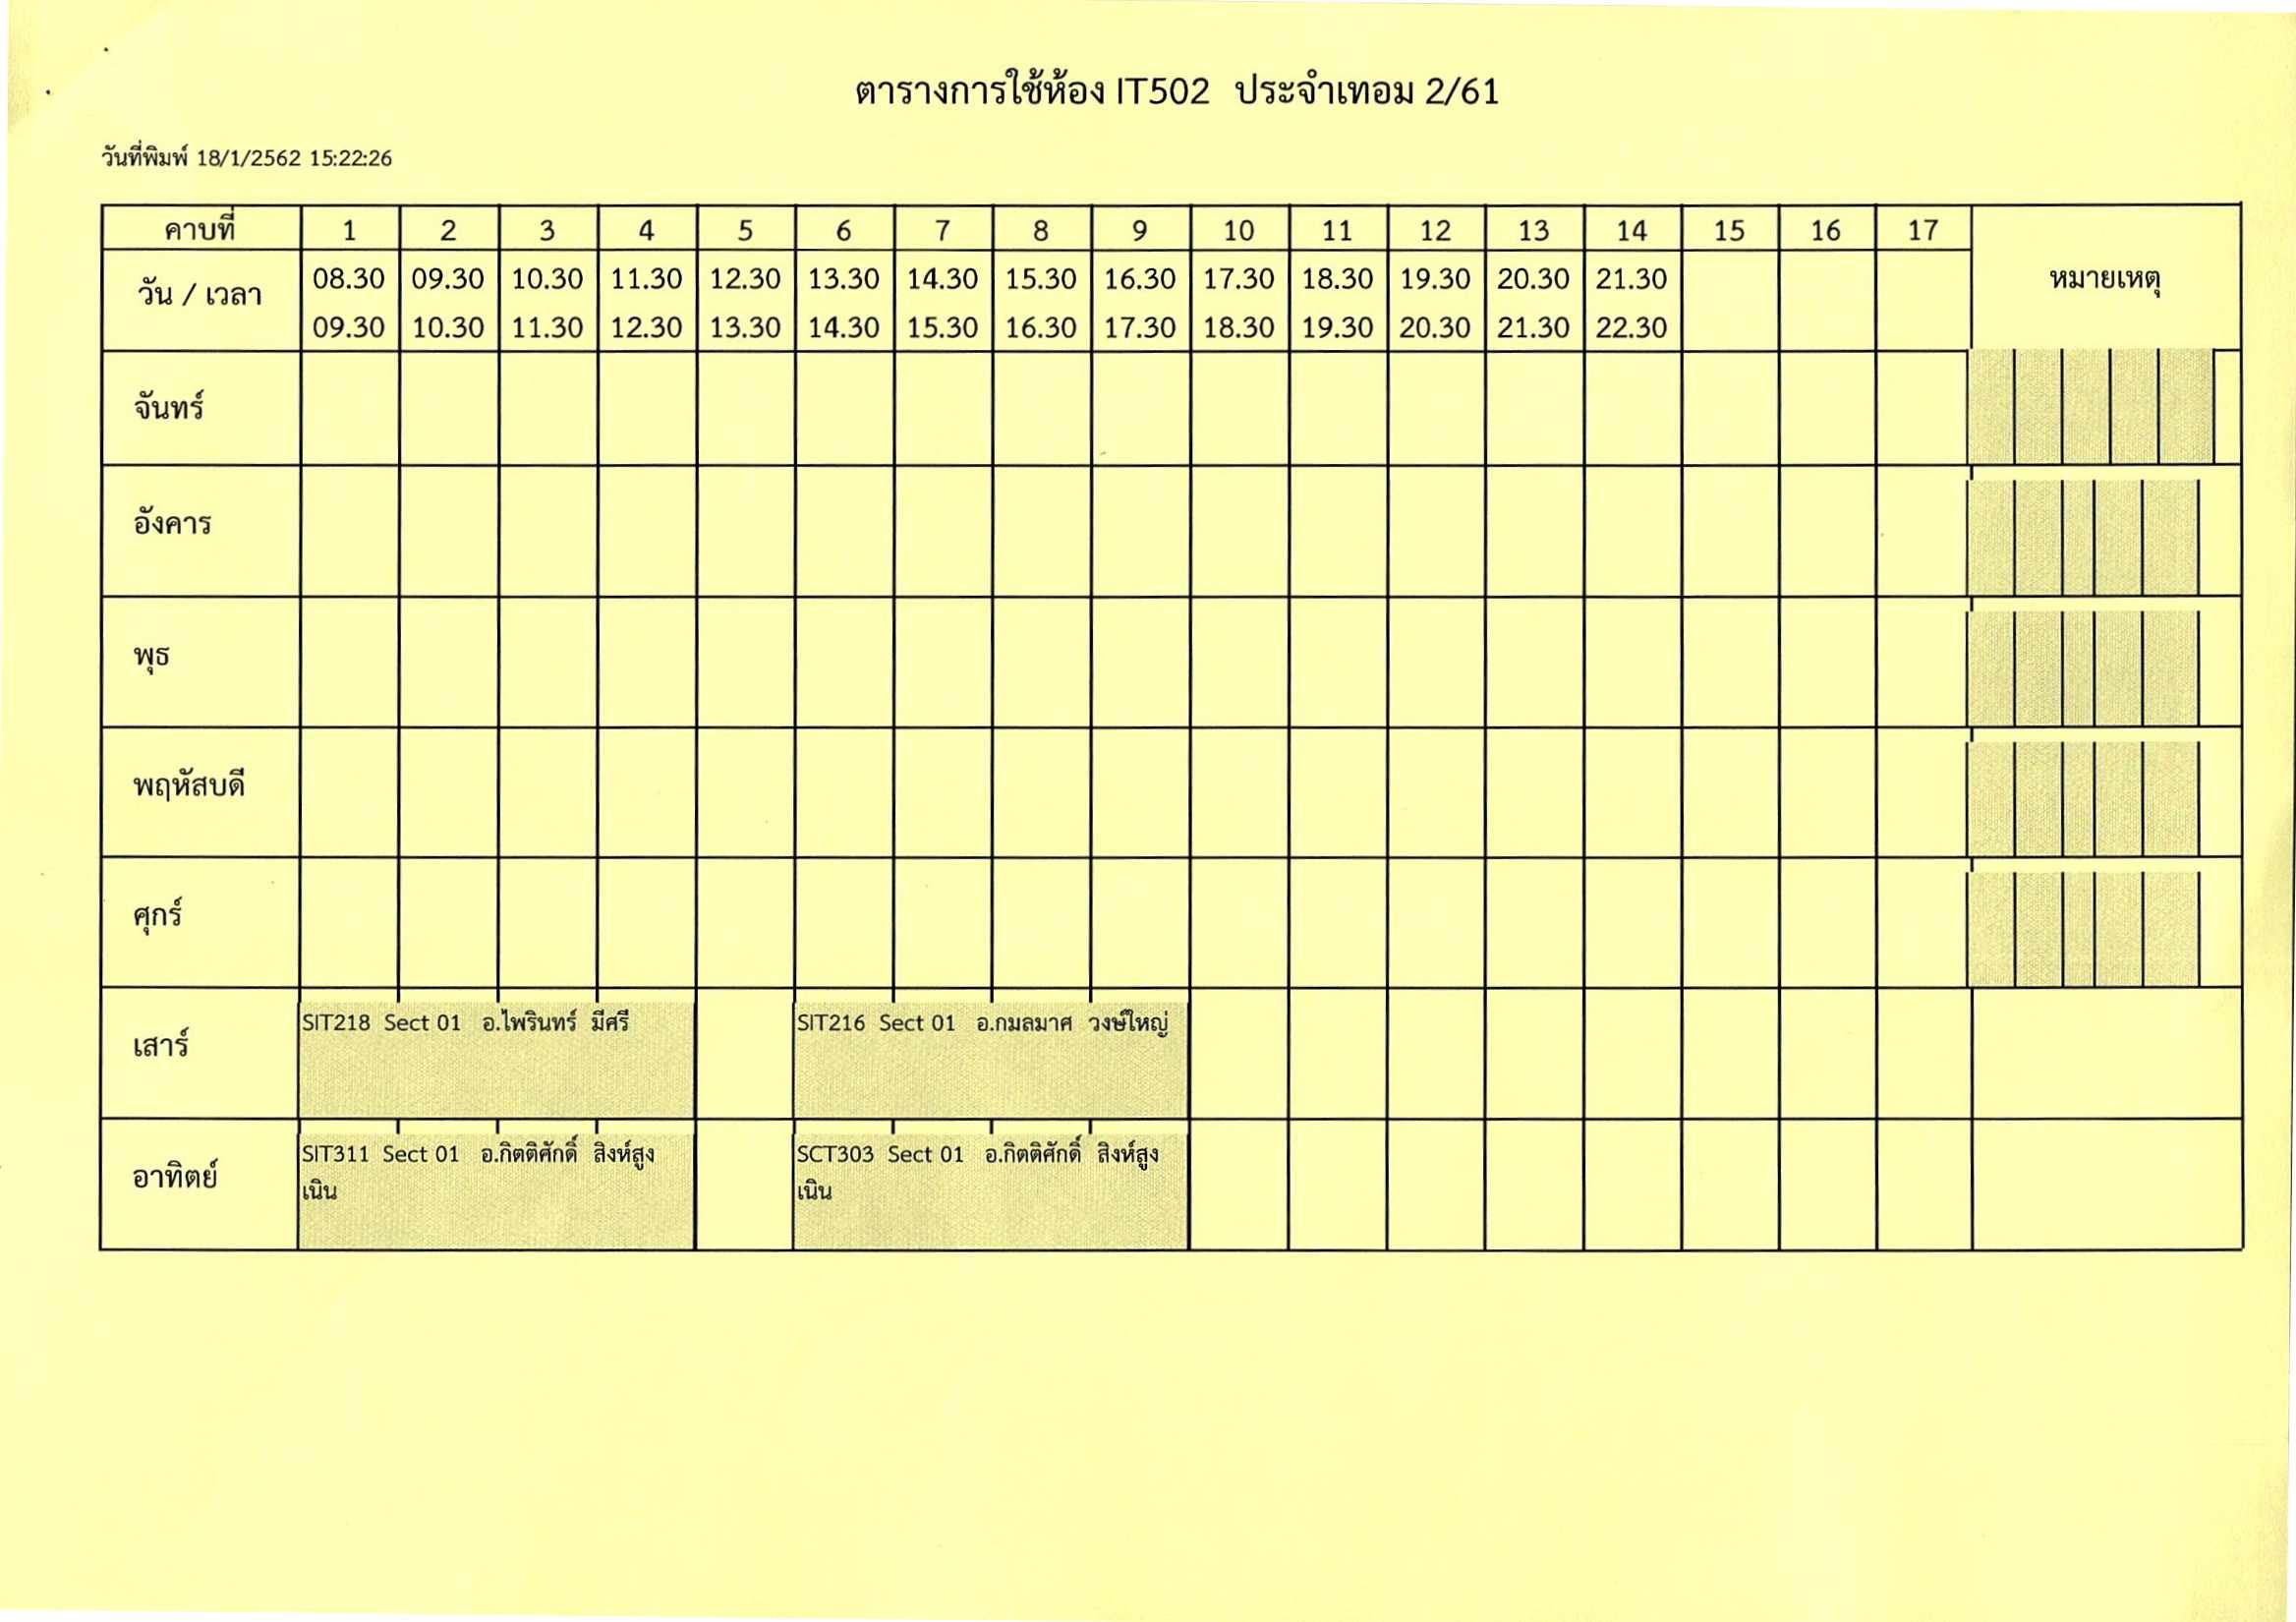 ตารางการใช้ห้อง IT502 ประจำเทอม 2/61
วันที่พิมพ์ 18/1/2562 15:22:26
คาบที่ 1 2 3 4 5 6 7 8 9 10 11 12 13 14 15 16 17
วัน / เวลา หมายเหตุ
08.30 09.30 10.30 11.30 12.30 13.30 14.30 15.30 16.30 17.30 18.30 19.30 20.30 21.30
09.30 10.30 11.30 12.30 13.30 14.30 15.30 16.30 17.30 18.30 19.30 20.30 21.30 22.30
จันทร์
อังคาร
พุธ
พฤหัสบดี
ศุกร์
เสาร์
SIT218 Sect 01 อ.ไพรินทร์ มีศรี
SIT216 Sect 01 อ.กมลมาศ วงษ์ใหญ่
อาทิตย์
SIT311 Sect 01 อ.กิตติศักดิ์ สิงห์สูง
เนิน
SCT303 Sect 01 อ.กิตติศักดิ์ สิงห์สูง
เนิน